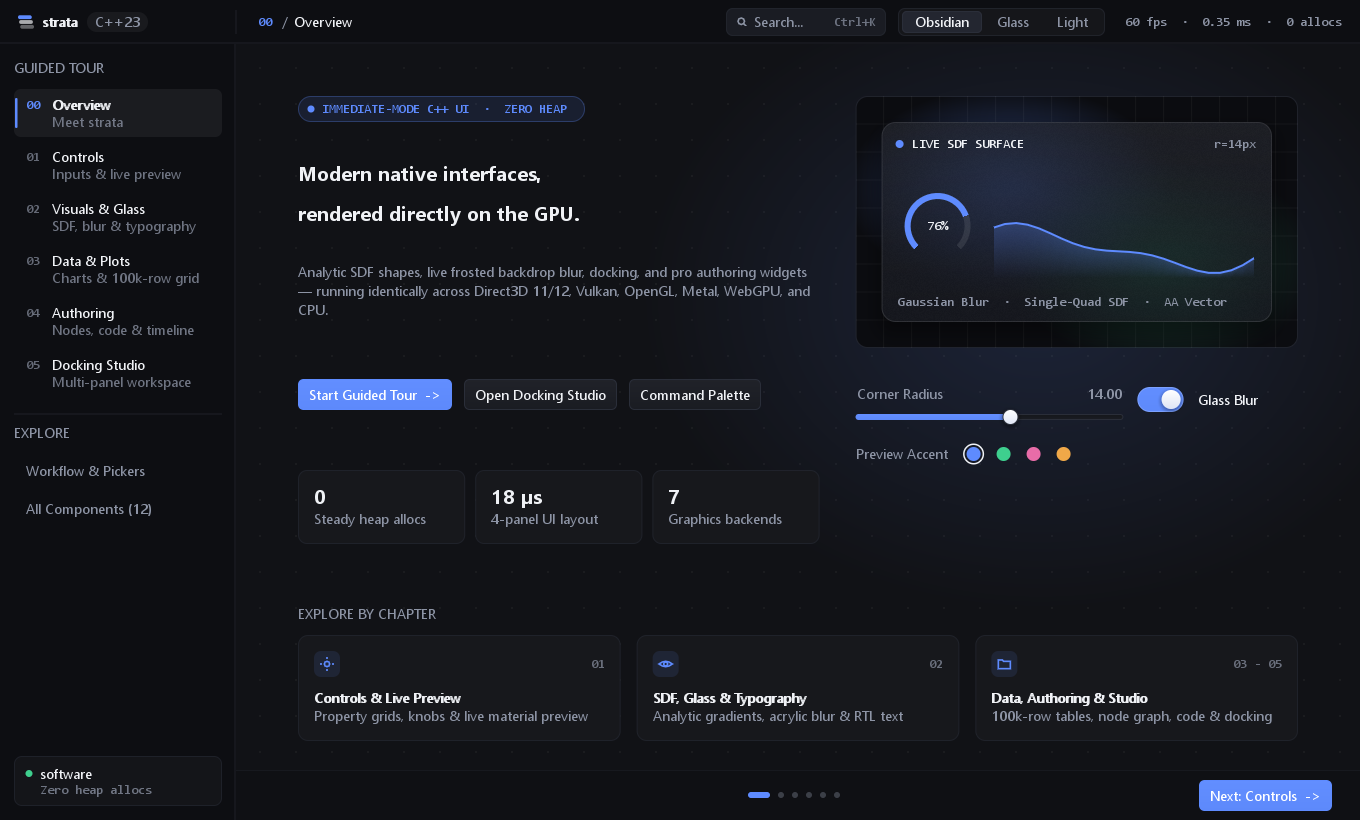 strata C++23
00 / Overview
Search... Ctrl+K
Obsidian Glass Light
60 fps · 0.35 ms · 0 allocs
GUIDED TOUR
00 Overview
Meet strata
01 Controls
Inputs & live preview
02 Visuals & Glass
SDF, blur & typography
03 Data & Plots
Charts & 100k-row grid
04 Authoring
Nodes, code & timeline
05 Docking Studio
Multi-panel workspace
EXPLORE
Workflow & Pickers
All Components (12)
software
Zero heap allocs
IMMEDIATE-MODE C++ UI · ZERO HEAP
Modern native interfaces,
rendered directly on the GPU.
Analytic SDF shapes, live frosted backdrop blur, docking, and pro authoring widgets
— running identically across Direct3D 11/12, Vulkan, OpenGL, Metal, WebGPU, and
CPU.
Start Guided Tour ->
Open Docking Studio
Command Palette
0
Steady heap allocs
18 µs
4-panel UI layout
7
Graphics backends
LIVE SDF SURFACE r=14px
76%
Gaussian Blur · Single-Quad SDF · AA Vector
Corner Radius 14.00
Glass Blur
Preview Accent
EXPLORE BY CHAPTER
01
Controls & Live Preview
Property grids, knobs & live material preview
02
SDF, Glass & Typography
Analytic gradients, acrylic blur & RTL text
03 - 05
Data, Authoring & Studio
100k-row tables, node graph, code & docking
Next: Controls ->